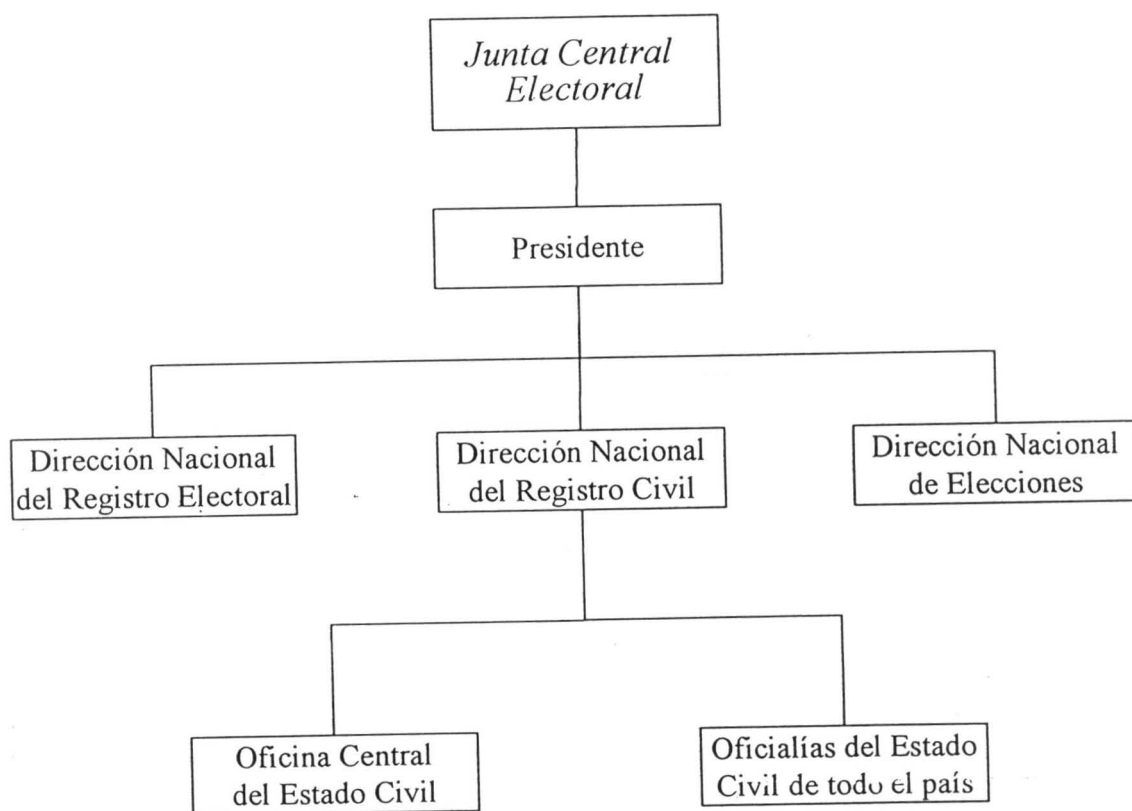 Junta Central
Electoral
Presidente
Dirección Nacional
del Registro Electoral
Dirección Nacional
del Registro Civil
Dirección Nacional
de Elecciones
Oficina Central
del Estado Civil
Oficialías del Estado
Civil de todo el país